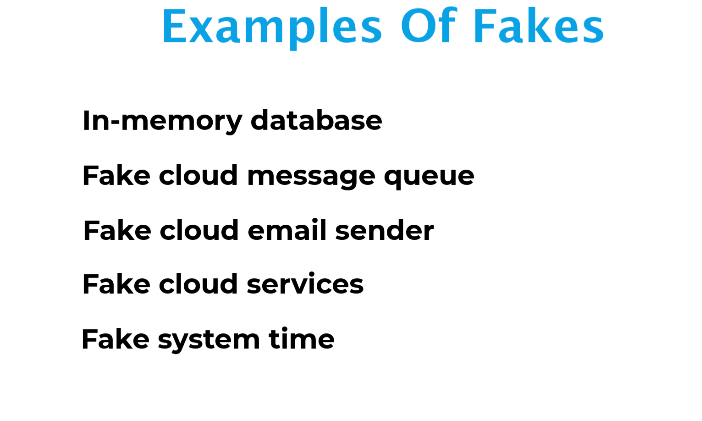 Examples Of Fakes
In-memory database
Fake cloud message queue
Fake cloud email sender
Fake cloud services
Fake system time